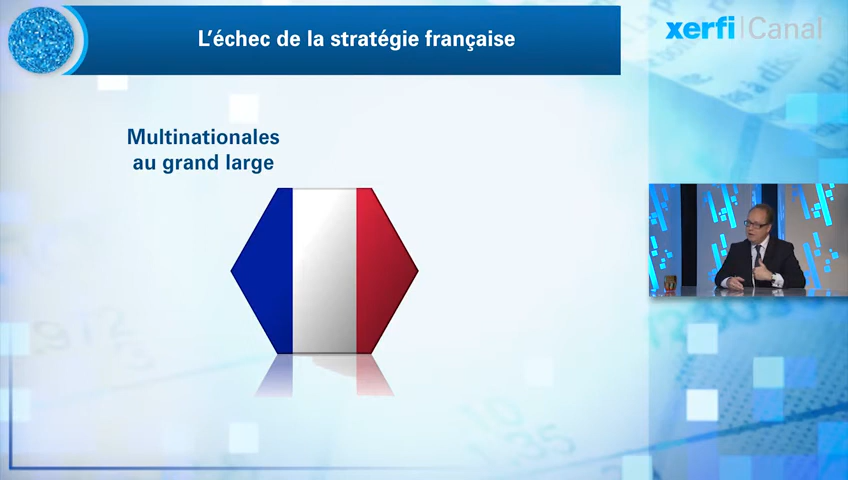 L'échec de la stratégie française
xerfi Canal
Multinationales
au grand large